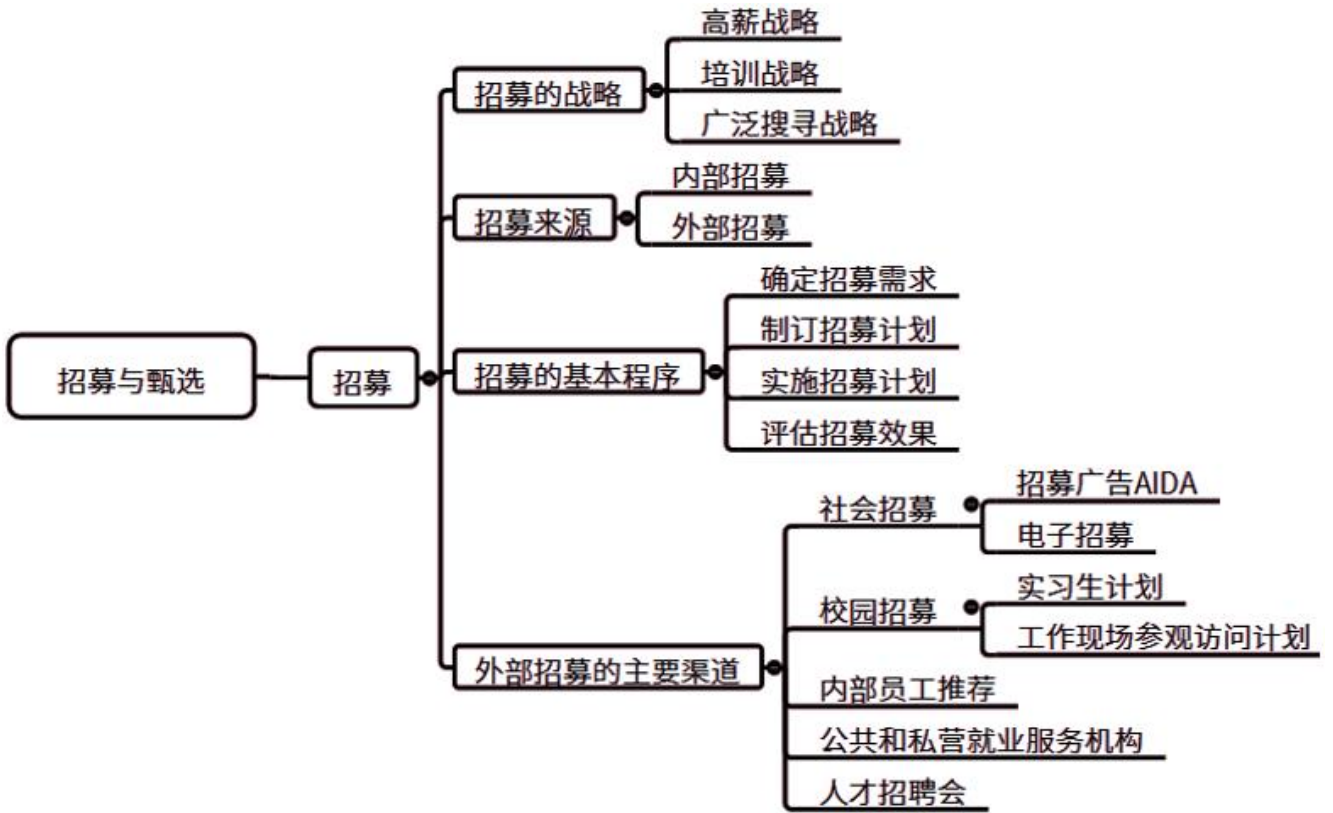 招募与甄选
招募
招募的战略
高薪战略
培训战略
广泛搜寻战略
招募来源
内部招募
外部招募
招募的基本程序
确定招募需求
制订招募计划
实施招募计划
评估招募效果
外部招募的主要渠道
社会招募
招募广告AIDA
电子招募
校园招募
实习生计划
工作现场参观访问计划
内部员工推荐
公共和私营就业服务机构
人才招聘会